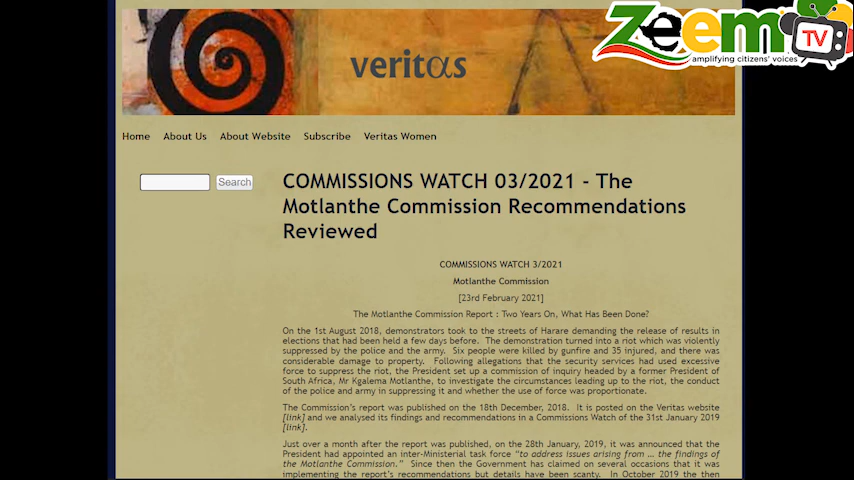 veritαs
Zeem TV
amplifying citizens' voices
Home About Us About Website Subscribe Veritas Women
Search
COMMISSIONS WATCH 03/2021 - The
Motlanthe Commission Recommendations
Reviewed
COMMISSIONS WATCH 3/2021
Motlanthe Commission
[23rd February 2021]
The Motlanthe Commission Report : Two Years On, What Has Been Done?
On the 1st August 2018, demonstrators took to the streets of Harare demanding the release of results in
elections that had been held a few days before. The demonstration turned into a riot which was violently
suppressed by the police and the army. Six people were killed by gunfire and 35 injured, and there was
considerable damage to property. Following allegations that the security services had used excessive
force to suppress the riot, the President set up a commission of inquiry headed by a former President of
South Africa, Mr Kgalema Motlanthe, to investigate the circumstances leading up to the riot, the conduct
of the police and army in suppressing it and whether the use of force was proportionate.
The Commission's report was published on the 18th December, 2018. It is posted on the Veritas website
[link] and we analysed its findings and recommendations in a Commissions Watch of the 31st January 2019
[link].
Just over a month after the report was published, on the 28th January, 2019, it was announced that the
President had appointed an inter-Ministerial task force "to address issues arising from … the findings of
the Motlanthe Commission." Since then the Government has claimed on several occasions that it was
implementing the report's recommendations but details have been scanty. In October 2019 the then